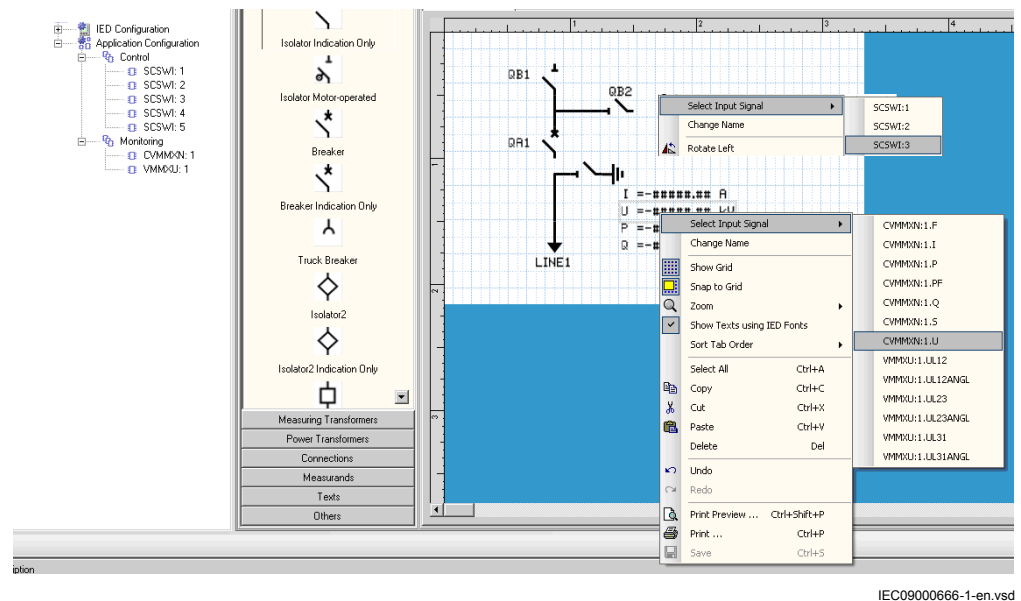 IED Configuration
Application Configuration
Control
SCSWI: 1
SCSWI: 2
SCSWI: 3
SCSWI: 4
SCSWI: 5
Monitoring
CVMMXN: 1
VMMXU: 1
Isolator Indication Only
Isolator Motor-operated
Breaker
Breaker Indication Only
Truck Breaker
Isolator2
Isolator2 Indication Only
Measuring Transformers
Power Transformers
Connections
Measurands
Texts
Others
1
2
3
4
1
2
3
QB1
QB2
QA1
LINE1
I =-#####.## A
U =-#####.## kU
P =-#
Q =-#
Select Input Signal
Change Name
Rotate Left
SCSWI:1
SCSWI:2
SCSWI:3
Select Input Signal
Change Name
Show Grid
Snap to Grid
Zoom
Show Texts using IED Fonts
Sort Tab Order
Select All Ctrl+A
Copy Ctrl+C
Cut Ctrl+X
Paste Ctrl+V
Delete Del
Undo
Redo
Print Preview ... Ctrl+Shift+P
Print ... Ctrl+P
Save Ctrl+S
CVMMXN:1.F
CVMMXN:1.I
CVMMXN:1.P
CVMMXN:1.PF
CVMMXN:1.Q
CVMMXN:1.S
CVMMXN:1.U
VMMXU:1.UL12
VMMXU:1.UL12ANGL
VMMXU:1.UL23
VMMXU:1.UL23ANGL
VMMXU:1.UL31
VMMXU:1.UL31ANGL
iption
IEC09000666-1-en.vsd